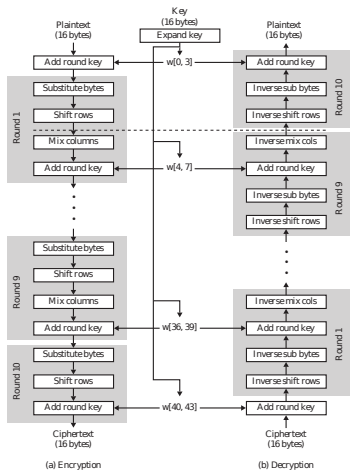 Plaintext
(16 bytes)
Add round key
Substitute bytes
Shift rows
Mix columns
Add round key
Round 1
Substitute bytes
Shift rows
Mix columns
Add round key
Round 9
Substitute bytes
Shift rows
Add round key
Round 10
Ciphertext
(16 bytes)
(a) Encryption
Key
(16 bytes)
Expand key
w[0, 3]
w[4, 7]
w[36, 39]
w[40, 43]
Plaintext
(16 bytes)
Add round key
Inverse sub bytes
Inverse shift rows
Round 10
Inverse mix cols
Add round key
Inverse sub bytes
Inverse shift rows
Round 9
Inverse mix cols
Add round key
Inverse sub bytes
Inverse shift rows
Round 1
Add round key
Ciphertext
(16 bytes)
(b) Decryption